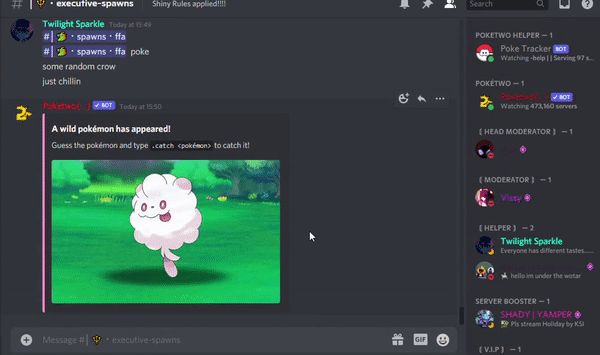 # | • executive-spawns
Shiny Rules applied!!!!
Search
Twilight Sparkle Today at 15:49
# | • spawns • ffa
# | • spawns • ffa poke
some random crow
just chillin
BOT Today at 15:50
A wild pokémon has appeared!
Guess the pokémon and type .catch <pokémon> to catch it!
Message # | • executive-spawns
GIF
POKETWO HELPER — 1
Poke Tracker BOT
Watching -help || Serving 97 s...
POKÉTWO — 1
BOT
Watching 473,160 servers
{ HEAD MODERATOR } — 1
{ MODERATOR } — 1
Vissy
{ HELPER } — 2
Twilight Sparkle
Everyone has different tastes...
hello im under the wotar
SERVER BOOSTER — 1
SHADY | YAMPER
Pls stream Holiday by KSI
{ V.I.P } — 1